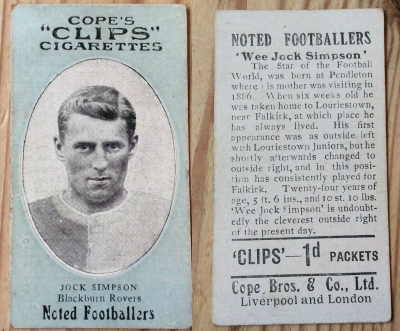 COPE'S
"CLIPS"
CIGARETTES
JOCK SIMPSON
Blackburn Rovers
Noted Footballers
NOTED FOOTBALLERS
'Wee Jock Simpson'
The Star of the Football
World, was born at Pendleton
where is mother was visiting in
1886. When six weeks old he
was taken home to Louriestown,
near Falkirk, at which place he
has always lived. His first
appearance was as outside left
with Louriestown Juniors, but he
shortly afterwards changed to
outside right, and in this po-
sition has consistently played for
Falkirk. Twenty-four years of
age, 5 ft. 6 ins., and 10 st. 10 lbs.
'Wee Jock Simpson' is undoubt-
edly the cleverest outside right
of the present day.
'CLIPS'—1d PACKETS
Cope Bros. & Co., Ltd.
Liverpool and London